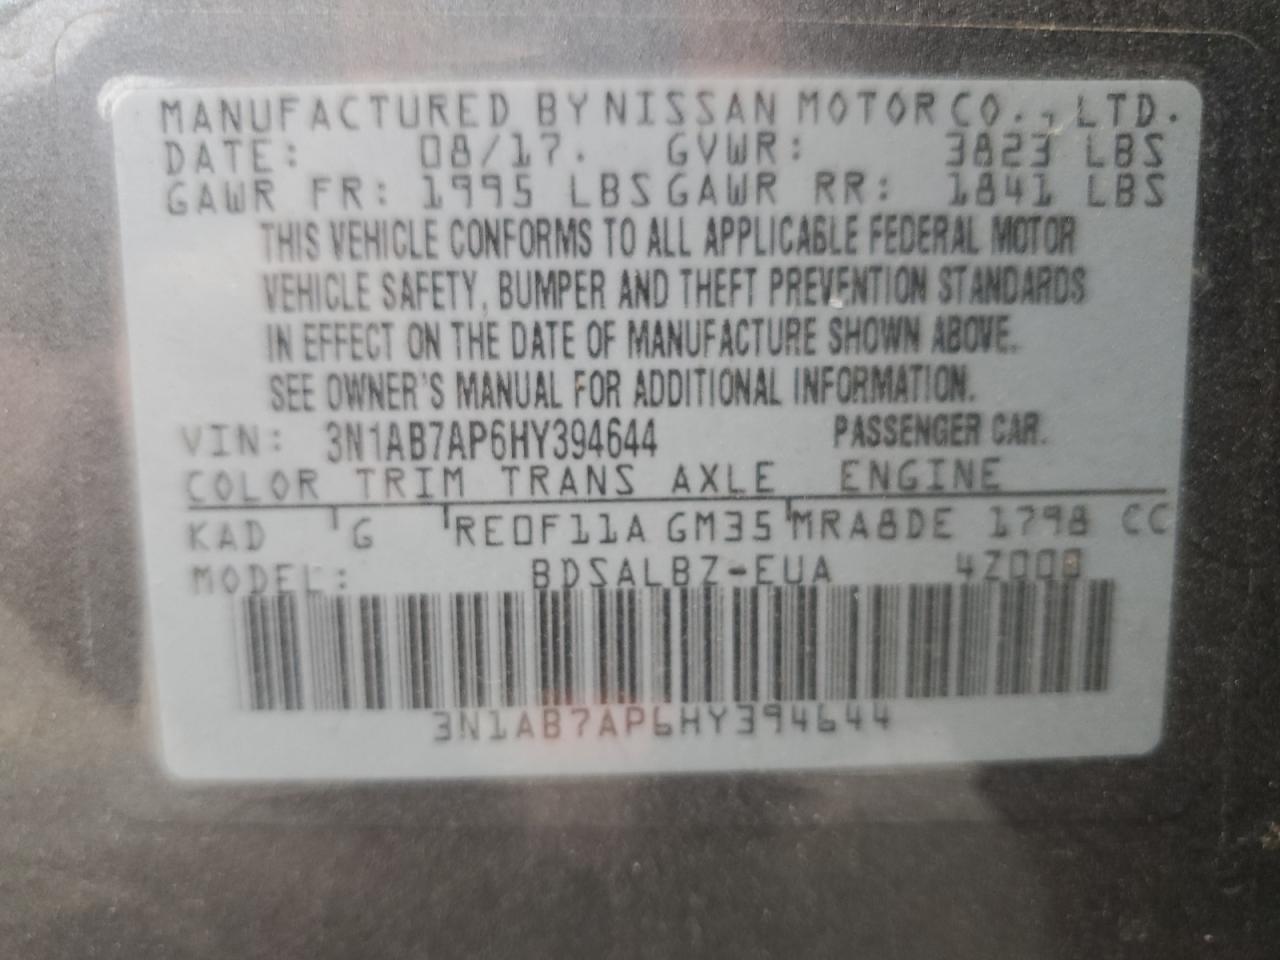 MANUFACTURED BY NISSAN MOTOR CO., LTD.
DATE: 08/17. GVWR: 3823 LBS
GAWR FR: 1995 LBS GAWR RR: 1841 LBS
THIS VEHICLE CONFORMS TO ALL APPLICABLE FEDERAL MOTOR
VEHICLE SAFETY, BUMPER AND THEFT PREVENTION STANDARDS
IN EFFECT ON THE DATE OF MANUFACTURE SHOWN ABOVE.
SEE OWNER'S MANUAL FOR ADDITIONAL INFORMATION.
VIN: 3N1AB7AP6HY394644 PASSENGER CAR.
COLOR TRIM TRANS AXLE ENGINE
KAD G RE0F11A GM35 MRA8DE 1798 CC
MODEL: BDSALBZ-EUA 4Z000
3N1AB7AP6HY394644